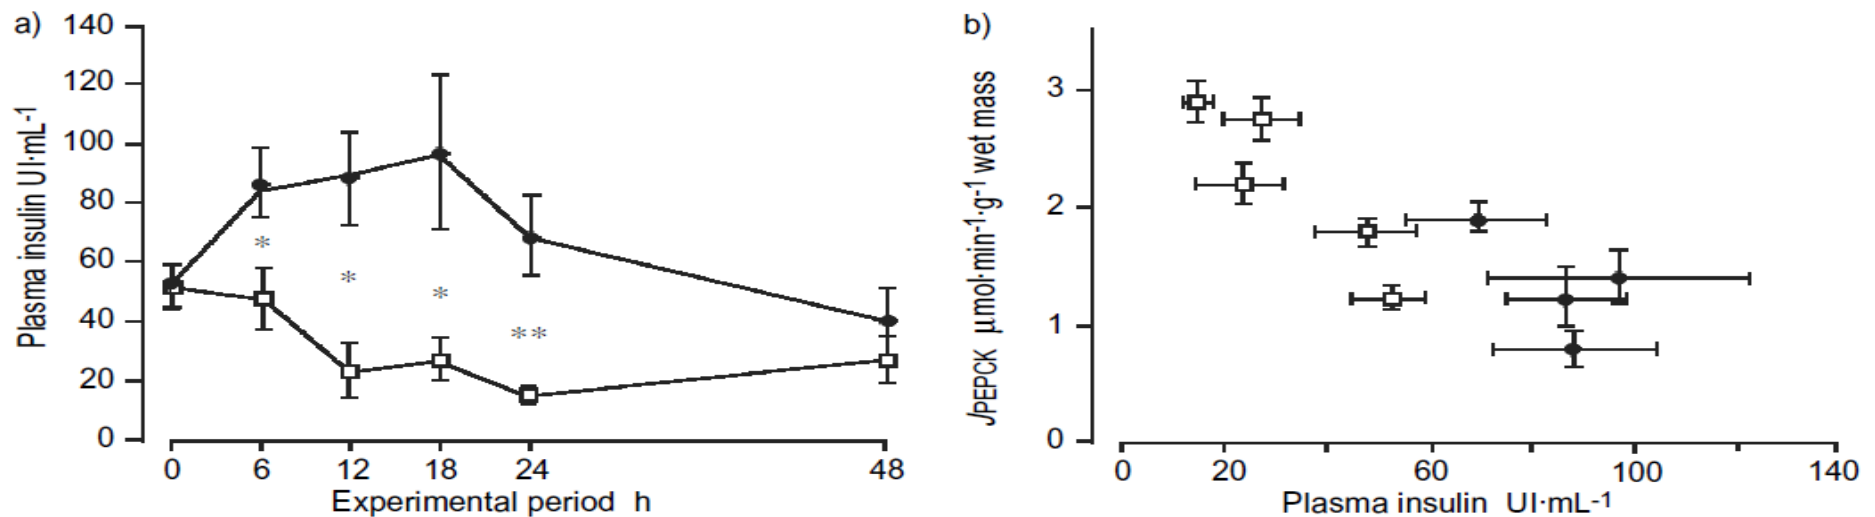 a)
Plasma insulin UI·mL-1
140
120
100
80
60
40
20
0
*
*
*
**
0 6 12 18 24 48
Experimental period h
b)
JPEPCK µmol·min-1·g-1 wet mass
3
2
1
0
0 20 60 100 140
Plasma insulin UI·mL-1